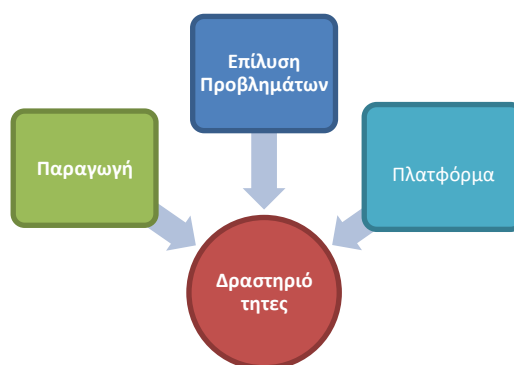 Επίλυση
Προβλημάτων
Παραγωγή
Πλατφόρμα
Δραστηριό
τητες